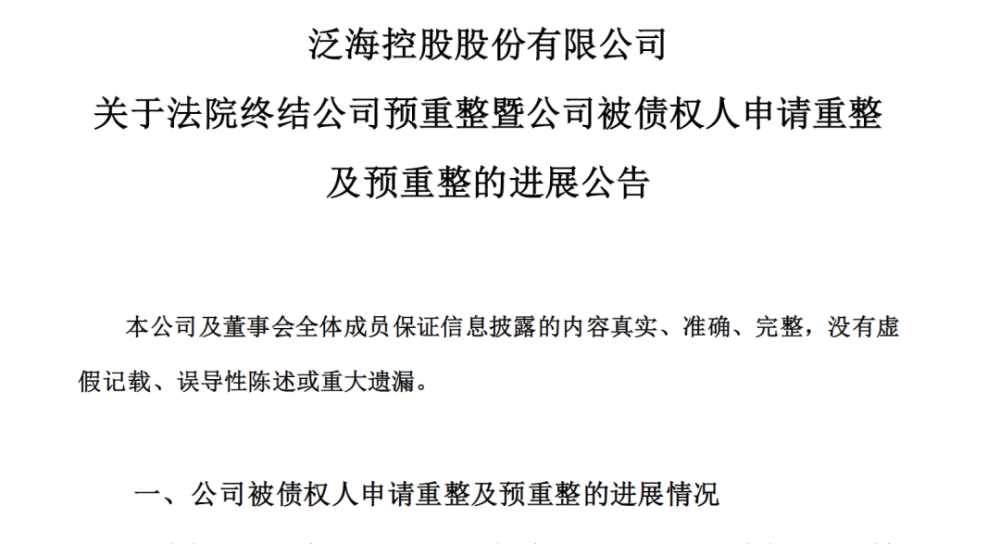 泛海控股股份有限公司
关于法院终结公司预重整暨公司被债权人申请重整
及预重整的进展公告
本公司及董事会全体成员保证信息披露的内容真实、准确、完整，没有虚
假记载、误导性陈述或重大遗漏。
一、公司被债权人申请重整及预重整的进展情况